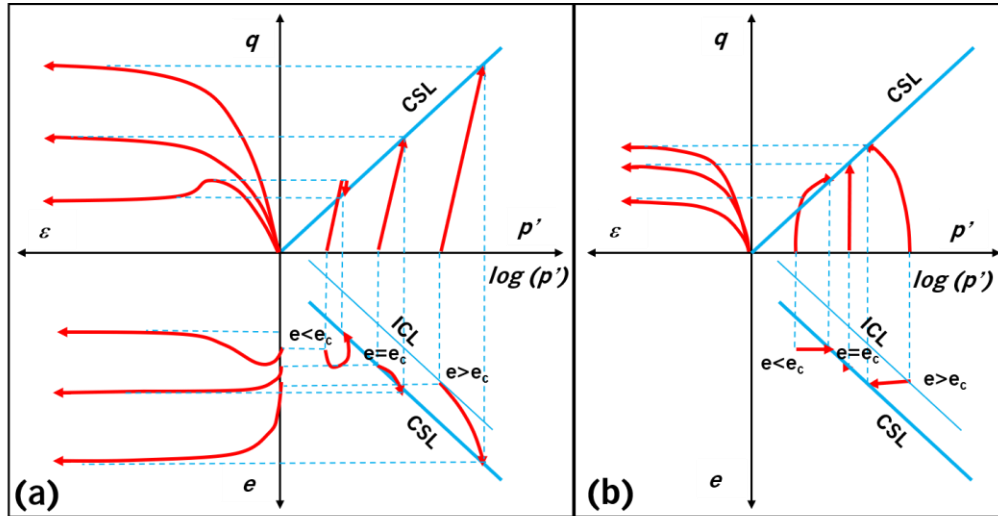 q
CSL
ε
p'
log (p')
ICL
e<e_c
e=e_c
e>e_c
CSL
e
(a)
q
CSL
ε
p'
log (p')
ICL
e<e_c
e=e_c
e>e_c
CSL
e
(b)